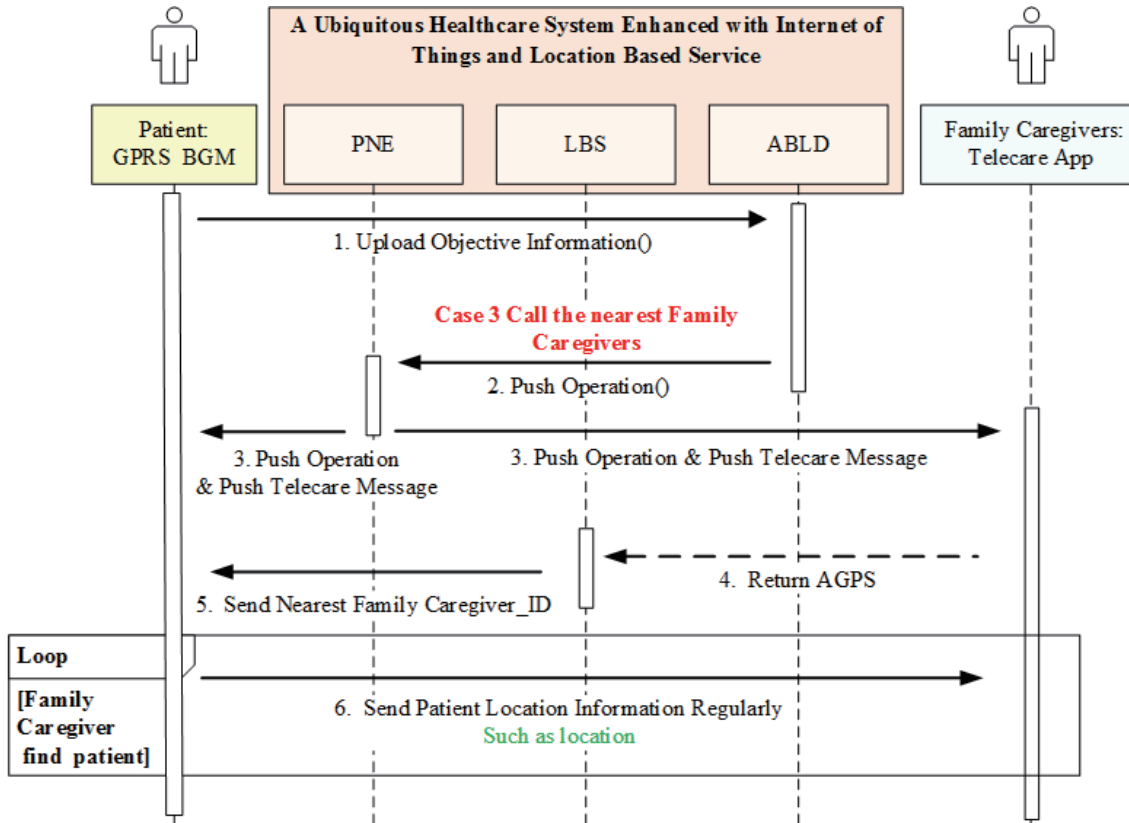 A Ubiquitous Healthcare System Enhanced with Internet of
Things and Location Based Service
Patient:
GPRS BGM
PNE
LBS
ABLD
Family Caregivers:
Telecare App
1. Upload Objective Information()
Case 3 Call the nearest Family
Caregivers
2. Push Operation()
3. Push Operation
& Push Telecare Message
3. Push Operation & Push Telecare Message
4. Return AGPS
5. Send Nearest Family Caregiver_ID
Loop
[Family
Caregiver
find patient]
6. Send Patient Location Information Regularly
Such as location